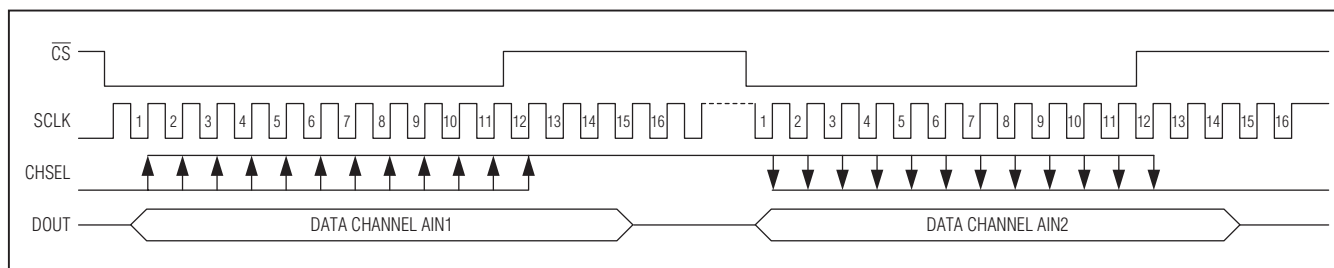 CS
SCLK 1 2 3 4 5 6 7 8 9 10 11 12 13 14 15 16 1 2 3 4 5 6 7 8 9 10 11 12 13 14 15 16
CHSEL
DOUT DATA CHANNEL AIN1 DATA CHANNEL AIN2